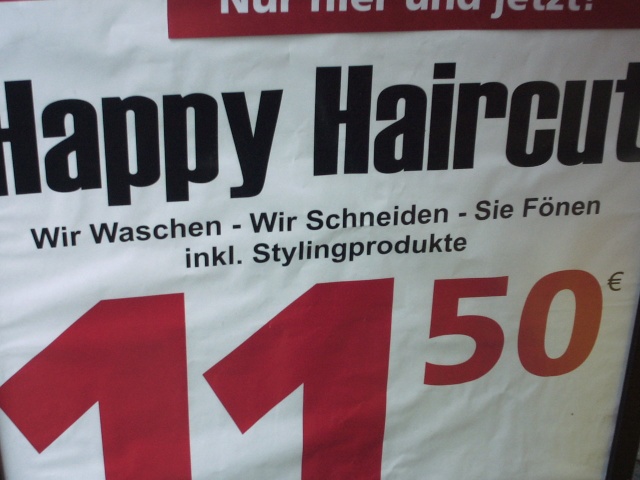 Nur hier und jetzt!
Happy Haircut
Wir Waschen - Wir Schneiden - Sie Fönen
inkl. Stylingprodukte
11 50 €